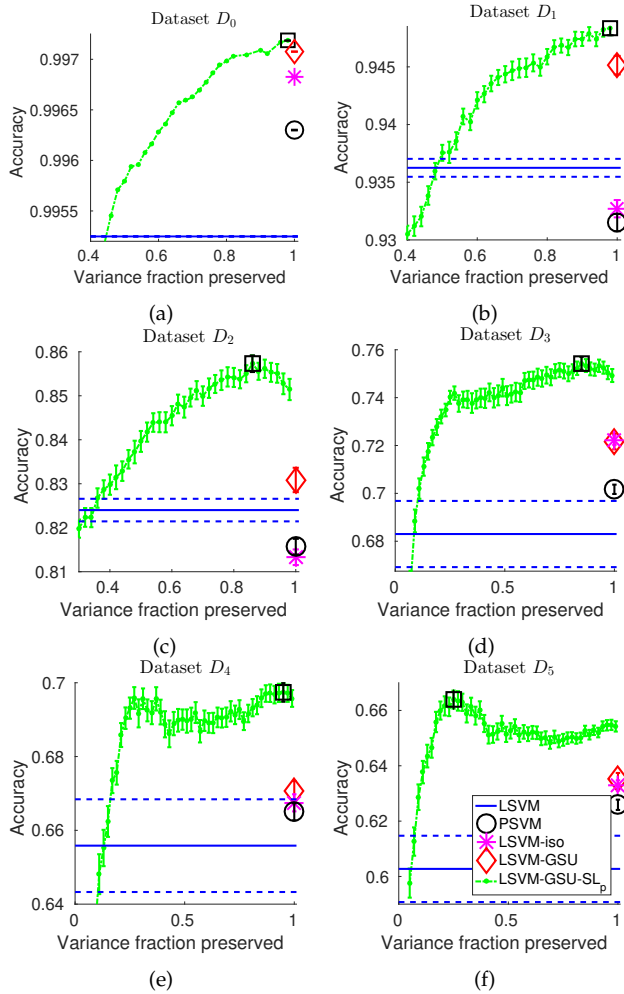 Dataset D0
Accuracy
0.997
0.9965
0.996
0.9955
0.4 0.6 0.8 1
Variance fraction preserved
(a)
Dataset D1
Accuracy
0.945
0.94
0.935
0.93
0.4 0.6 0.8 1
Variance fraction preserved
(b)
Dataset D2
Accuracy
0.86
0.85
0.84
0.83
0.82
0.81
0.4 0.6 0.8 1
Variance fraction preserved
(c)
Dataset D3
Accuracy
0.76
0.74
0.72
0.7
0.68
0 0.5 1
Variance fraction preserved
(d)
Dataset D4
Accuracy
0.7
0.68
0.66
0.64
0 0.5 1
Variance fraction preserved
(e)
Dataset D5
Accuracy
0.66
0.64
0.62
0.6
0 0.5 1
Variance fraction preserved
LSVM
PSVM
LSVM-iso
LSVM-GSU
LSVM-GSU-SLp
(f)